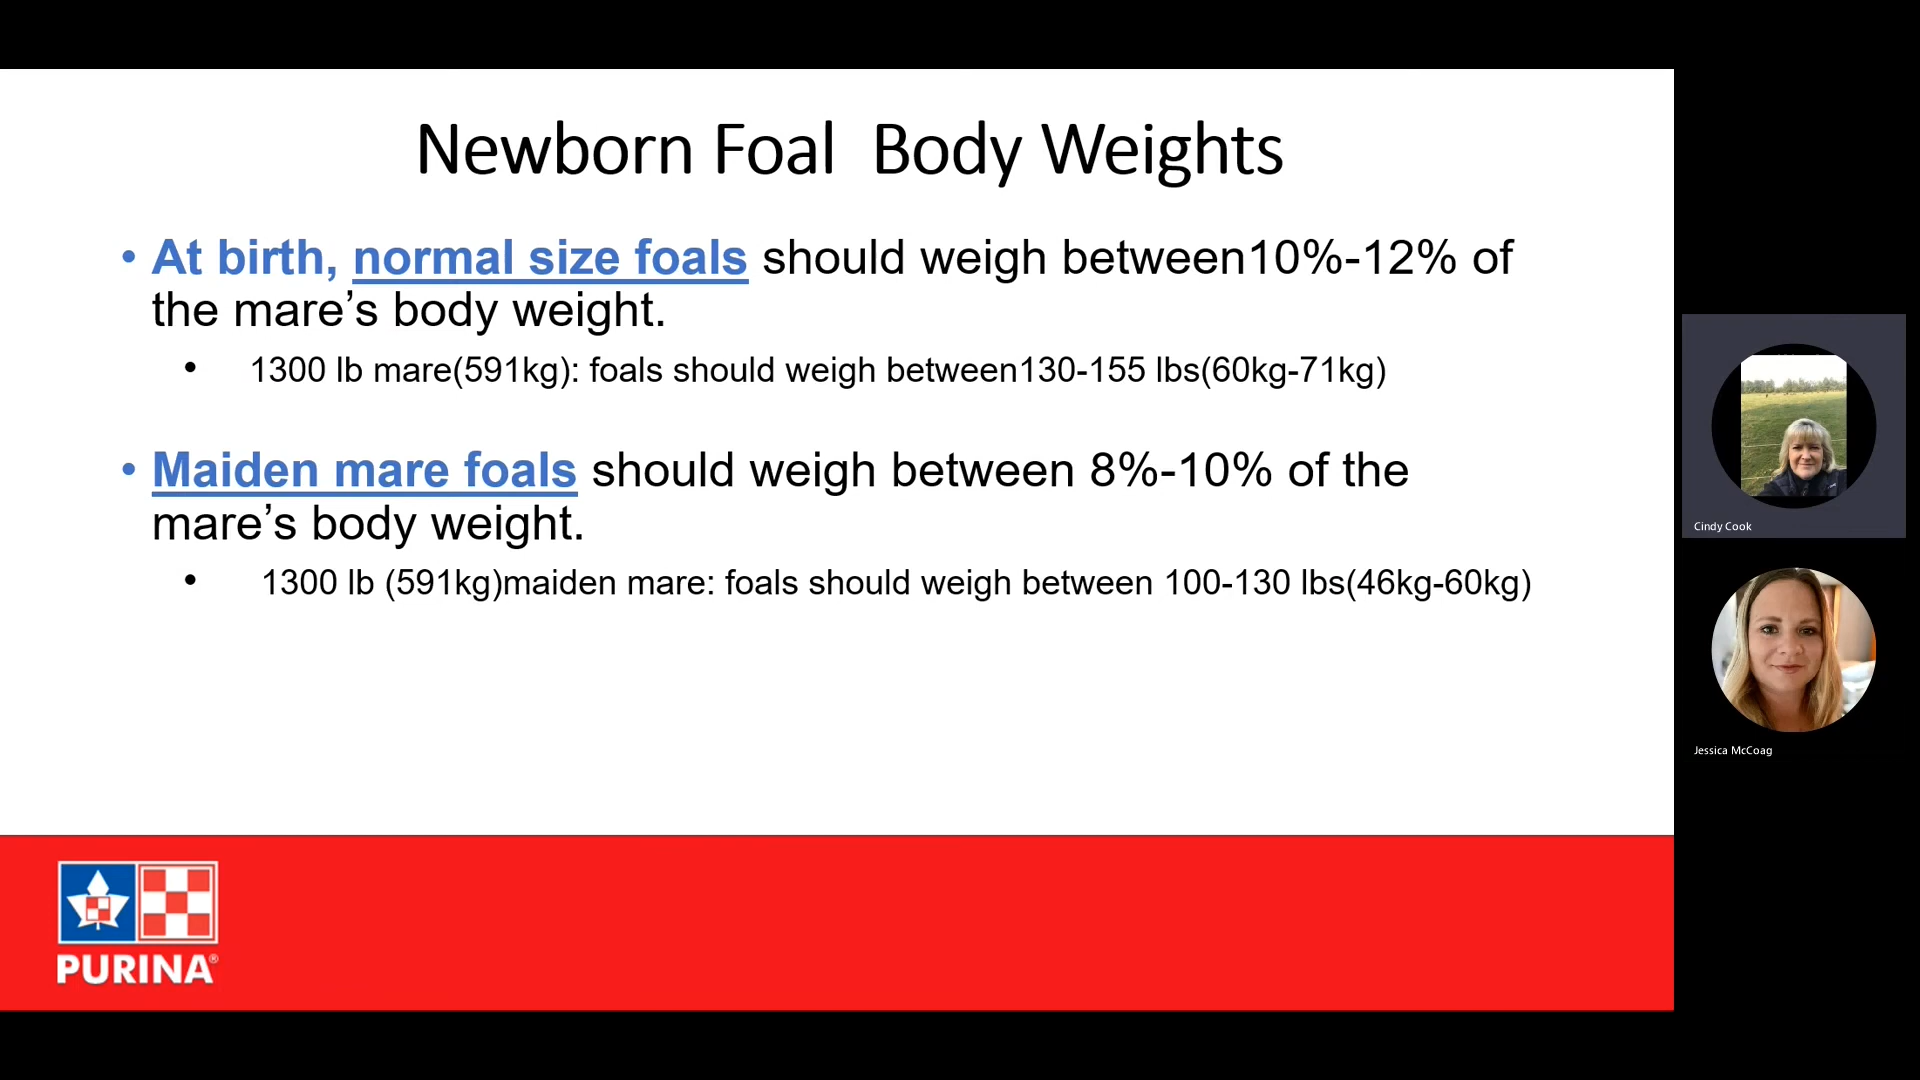 Newborn Foal  Body Weights
• At birth, normal size foals should weigh between10%-12% of
the mare’s body weight.
• 1300 lb mare(591kg): foals should weigh between130-155 lbs(60kg-71kg)
• Maiden mare foals should weigh between 8%-10% of the
mare’s body weight.
• 1300 lb (591kg)maiden mare: foals should weigh between 100-130 lbs(46kg-60kg)
Cindy Cook
Jessica McCoag
PURINA®